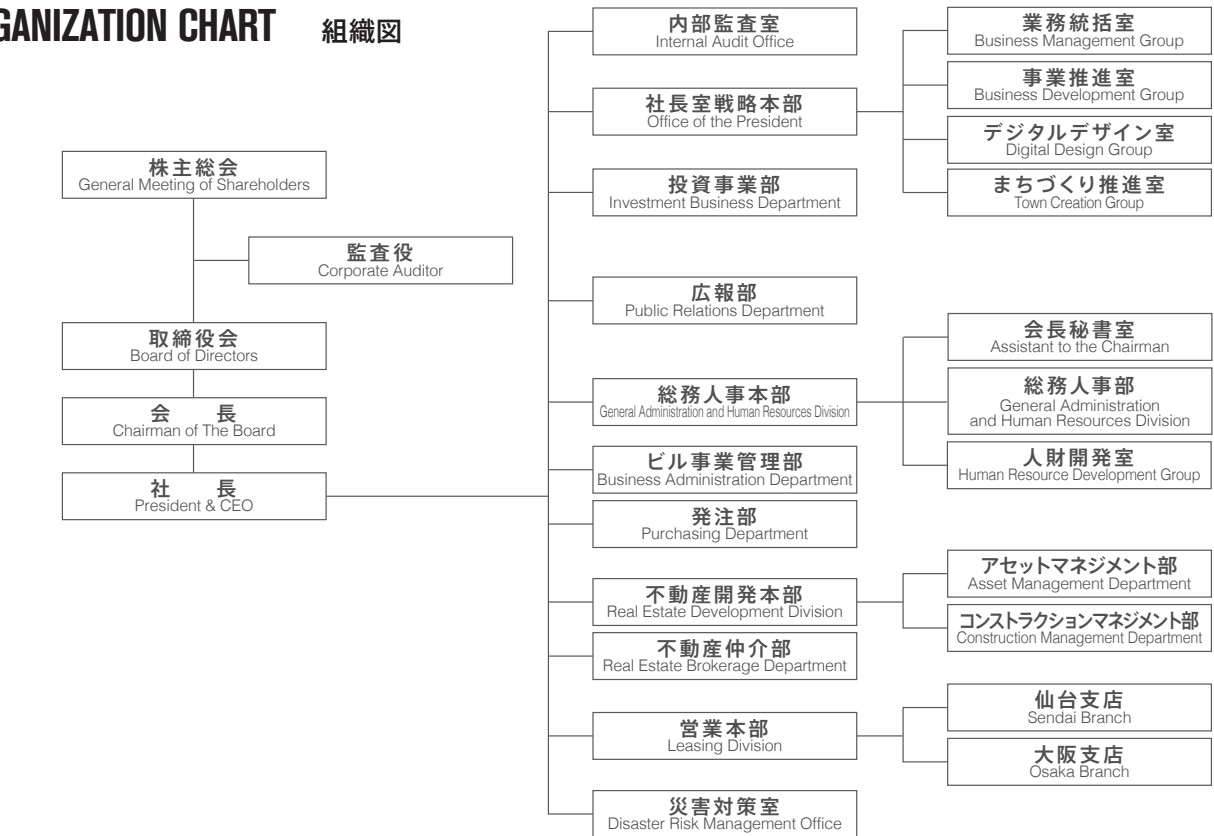 GANIZATION CHART 組織図
株主総会
General Meeting of Shareholders
監査役
Corporate Auditor
取締役会
Board of Directors
会 長
Chairman of The Board
社 長
President & CEO
内部監査室
Internal Audit Office
社長室戦略本部
Office of the President
投資事業部
Investment Business Department
広報部
Public Relations Department
総務人事本部
General Administration and Human Resources Division
ビル事業管理部
Business Administration Department
発注部
Purchasing Department
不動産開発本部
Real Estate Development Division
不動産仲介部
Real Estate Brokerage Department
営業本部
Leasing Division
災害対策室
Disaster Risk Management Office
業務統括室
Business Management Group
事業推進室
Business Development Group
デジタルデザイン室
Digital Design Group
まちづくり推進室
Town Creation Group
会長秘書室
Assistant to the Chairman
総務人事部
General Administration
and Human Resources Division
人財開発室
Human Resource Development Group
アセットマネジメント部
Asset Management Department
コンストラクションマネジメント部
Construction Management Department
仙台支店
Sendai Branch
大阪支店
Osaka Branch